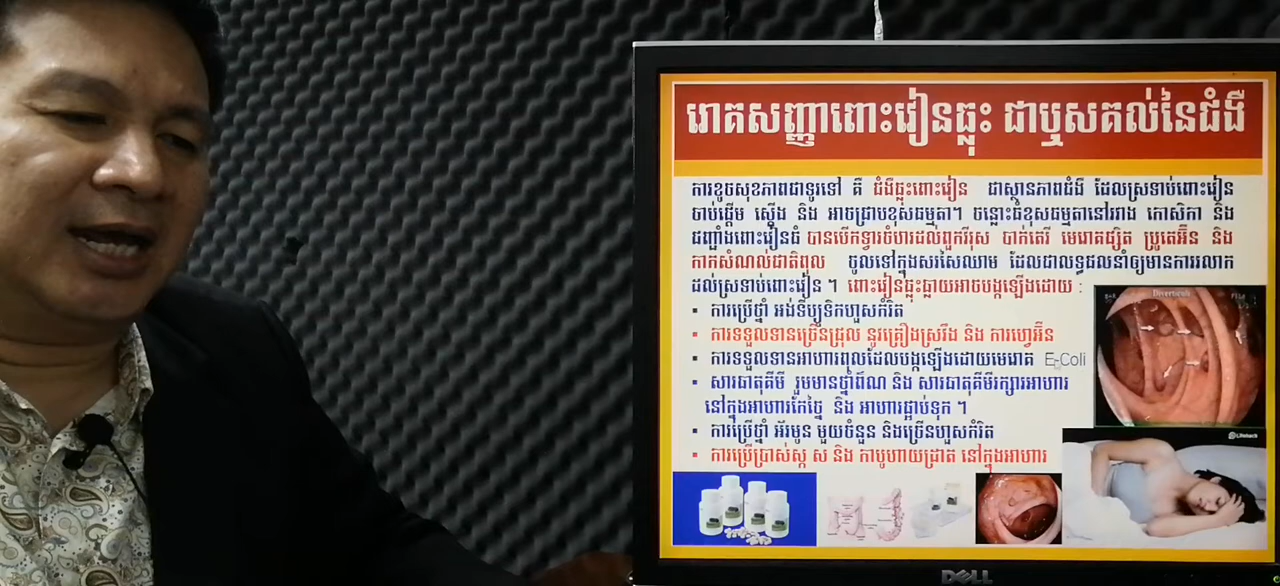 រោគសញ្ញាពោះវៀនធ្លុះ ជាឬសគល់នៃជំងឺ
ការខូចសុខភាពជាទូរទៅ គឺ ជំងឺធ្លុះពោះវៀន ជាស្ថានភាពជំងឺ ដែលស្រទាប់ពោះវៀន
ចាប់ផ្ដើម ស្ដើង និង អាចជ្រាបខុសធម្មតា។ ចន្លោះធំខុសធម្មតានៅរវាង កោសិកា និង
ជញ្ជាំងពោះវៀនធំ បានបើកទ្វារចំហរដល់ពួកវីរុស បាក់តេរី មេរោគផ្សិត ប្រូតេអ៊ីន និង
កាកសំណល់ជាតិពុល ចូលទៅក្នុងសរសៃឈាម ដែលជាលទ្ធផលនាំឲ្យមានការរលាក
ដល់ស្រទាប់ពោះវៀន ។ ពោះវៀនធ្លុះធ្លាយអាចបង្កឡើងដោយ :
▪ ការប្រើថ្នាំ អង់ទីប្យូទិកហួសកំរិត
▪ ការទទួលទានច្រើនជ្រុល នូវគ្រឿងស្រវឹង និង ការហ្វេអ៊ីន
▪ ការទទួលទានអាហារពុលដែលបង្កឡើងដោយមេរោគ E-Coli
▪ សារធាតុគីមី រួមមានថ្នាំព័ណ និង សារធាតុគីមីរក្សារអាហារ
នៅក្នុងអាហារកែច្នៃ និង អាហារផ្អាប់ទុក ។
▪ ការប្រើថ្នាំ អ័រម៉ូន មួយចំនួន និងច្រើនហួសកំរិត
▪ ការប្រើប្រាស់ស្ក ស និង កាបូហាយដ្រាត នៅក្នុងអាហារ
Diverticuli
Lifehack
DELL